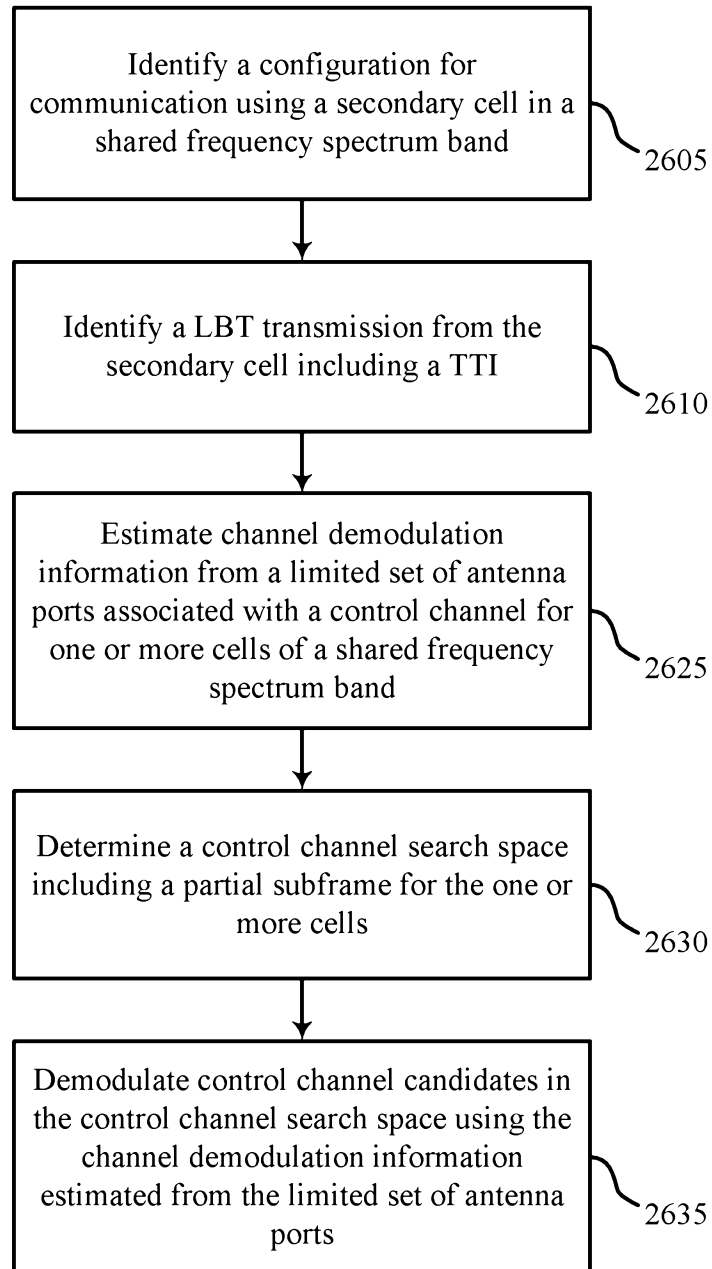 Identify a configuration for
communication using a secondary cell in a
shared frequency spectrum band
2605
Identify a LBT transmission from the
secondary cell including a TTI
2610
Estimate channel demodulation
information from a limited set of antenna
ports associated with a control channel for
one or more cells of a shared frequency
spectrum band
2625
Determine a control channel search space
including a partial subframe for the one or
more cells
2630
Demodulate control channel candidates in
the control channel search space using the
channel demodulation information
estimated from the limited set of antenna
ports
2635